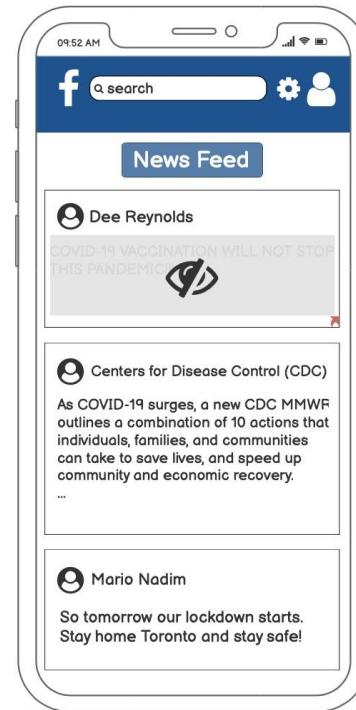 09:52 AM
f
search
News Feed
Dee Reynolds
COVID-19 VACCINATION WILL NOT STOP
THIS PANDEMIC
Centers for Disease Control (CDC)
As COVID-19 surges, a new CDC MMWR
outlines a combination of 10 actions that
individuals, families, and communities
can take to save lives, and speed up
community and economic recovery.
...
Mario Nadim
So tomorrow our lockdown starts.
Stay home Toronto and stay safe!